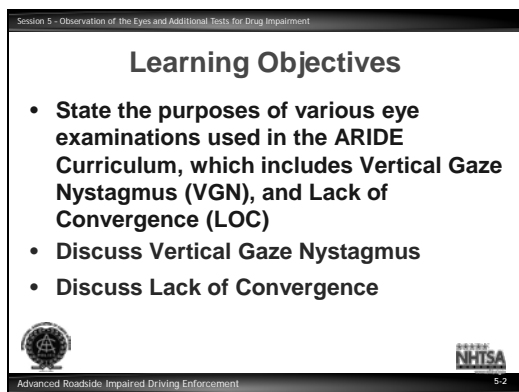 Session 5 - Observation of the Eyes and Additional Tests for Drug Impairment
Learning Objectives
• State the purposes of various eye
examinations used in the ARIDE
Curriculum, which includes Vertical Gaze
Nystagmus (VGN), and Lack of
Convergence (LOC)
• Discuss Vertical Gaze Nystagmus
• Discuss Lack of Convergence
NHTSA
Advanced Roadside Impaired Driving Enforcement
5-2